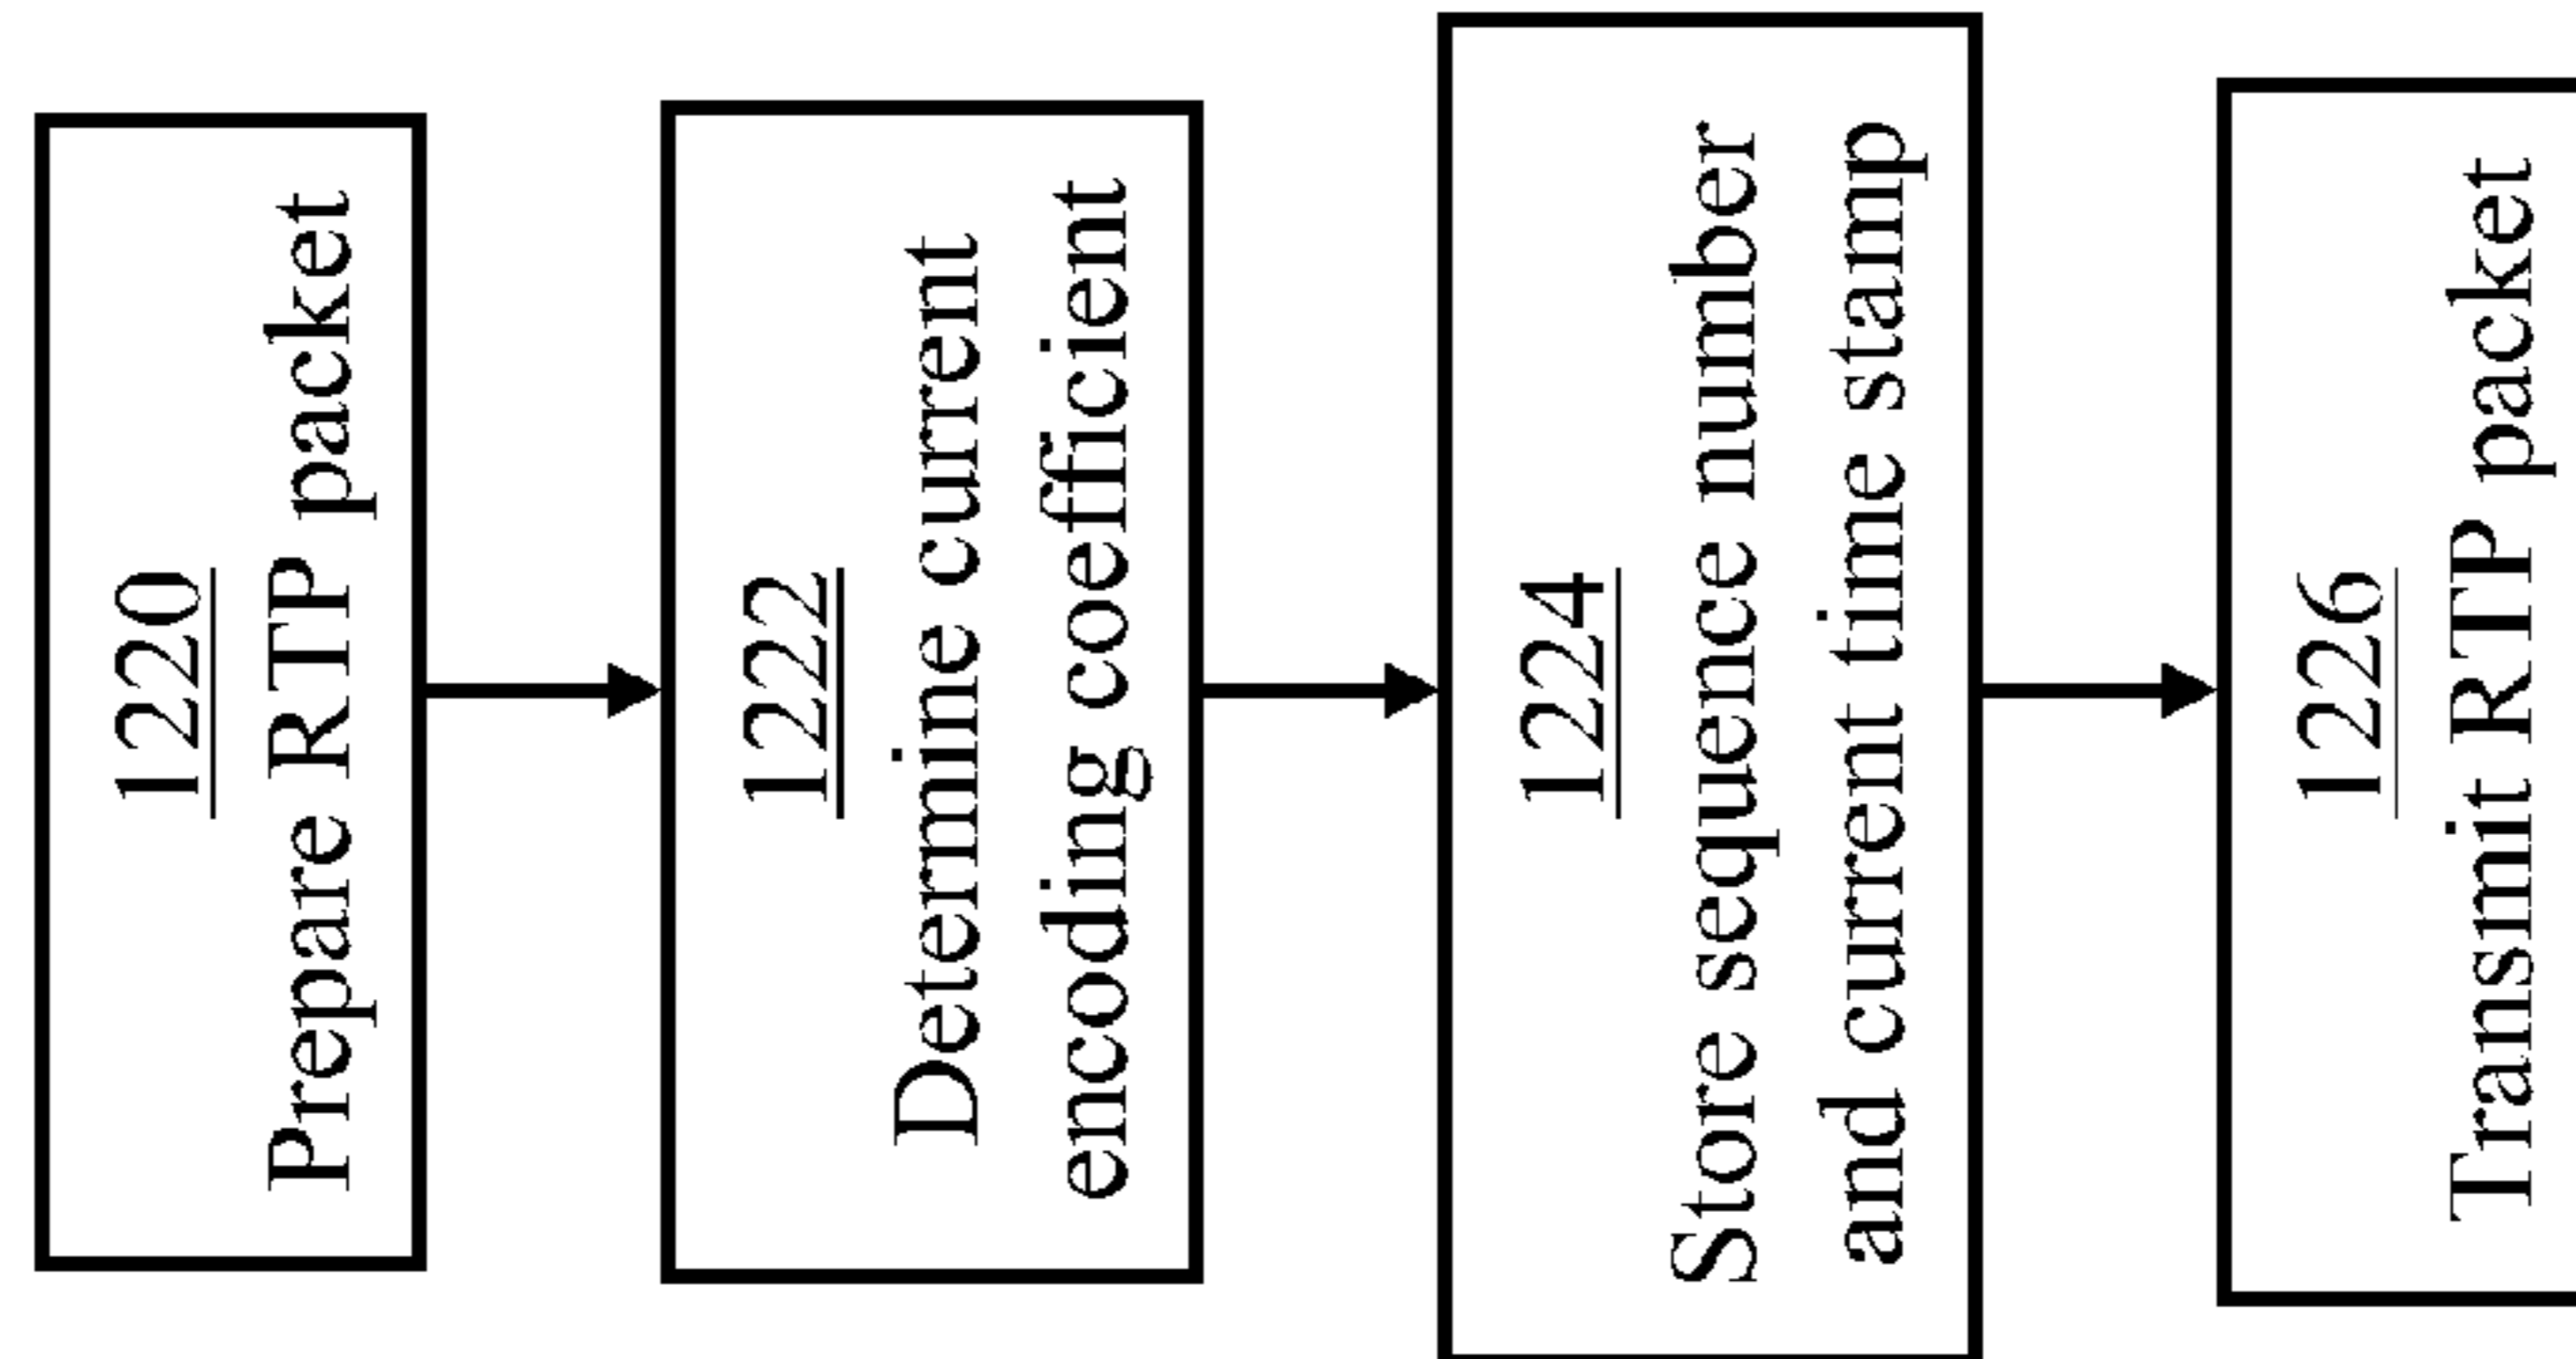 1220
Prepare RTP packet
1222
Determine current
encoding coefficient
1224
Store sequence number
and current time stamp
1226
Transmit RTP packet